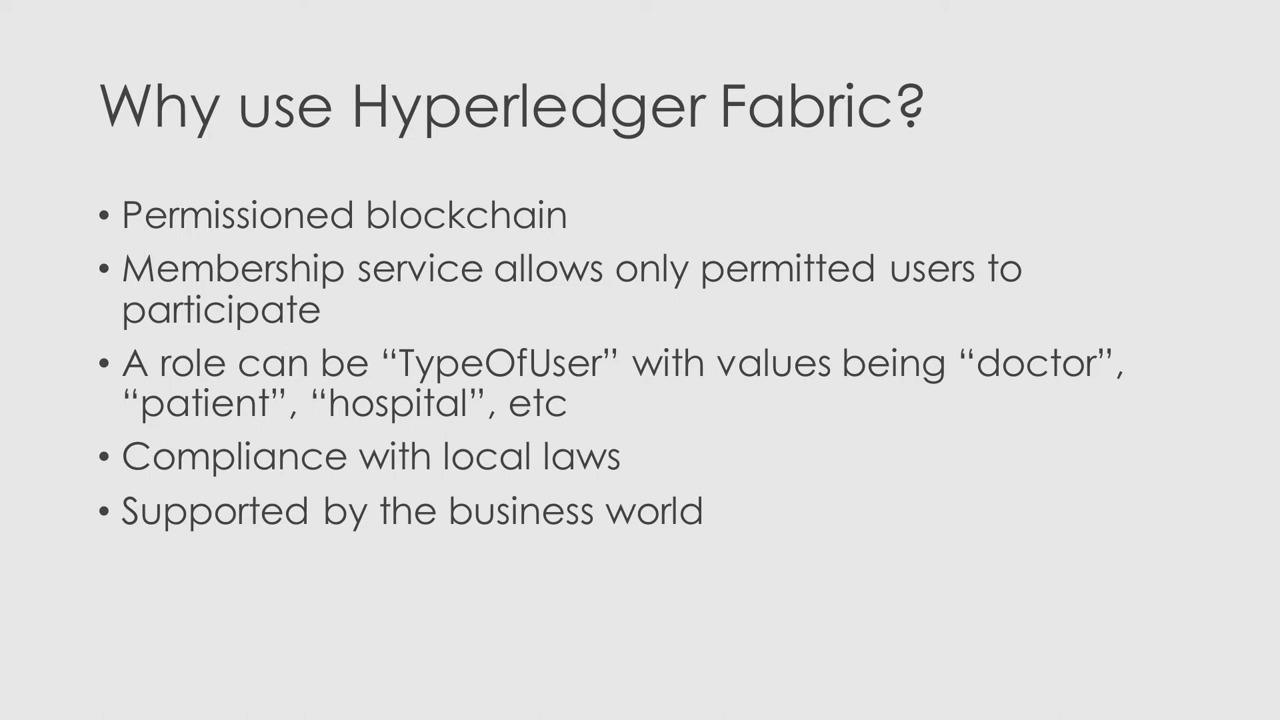 Why use Hyperledger Fabric?
• Permissioned blockchain
• Membership service allows only permitted users to
participate
• A role can be “TypeOfUser” with values being “doctor”,
“patient”, “hospital”, etc
• Compliance with local laws
• Supported by the business world